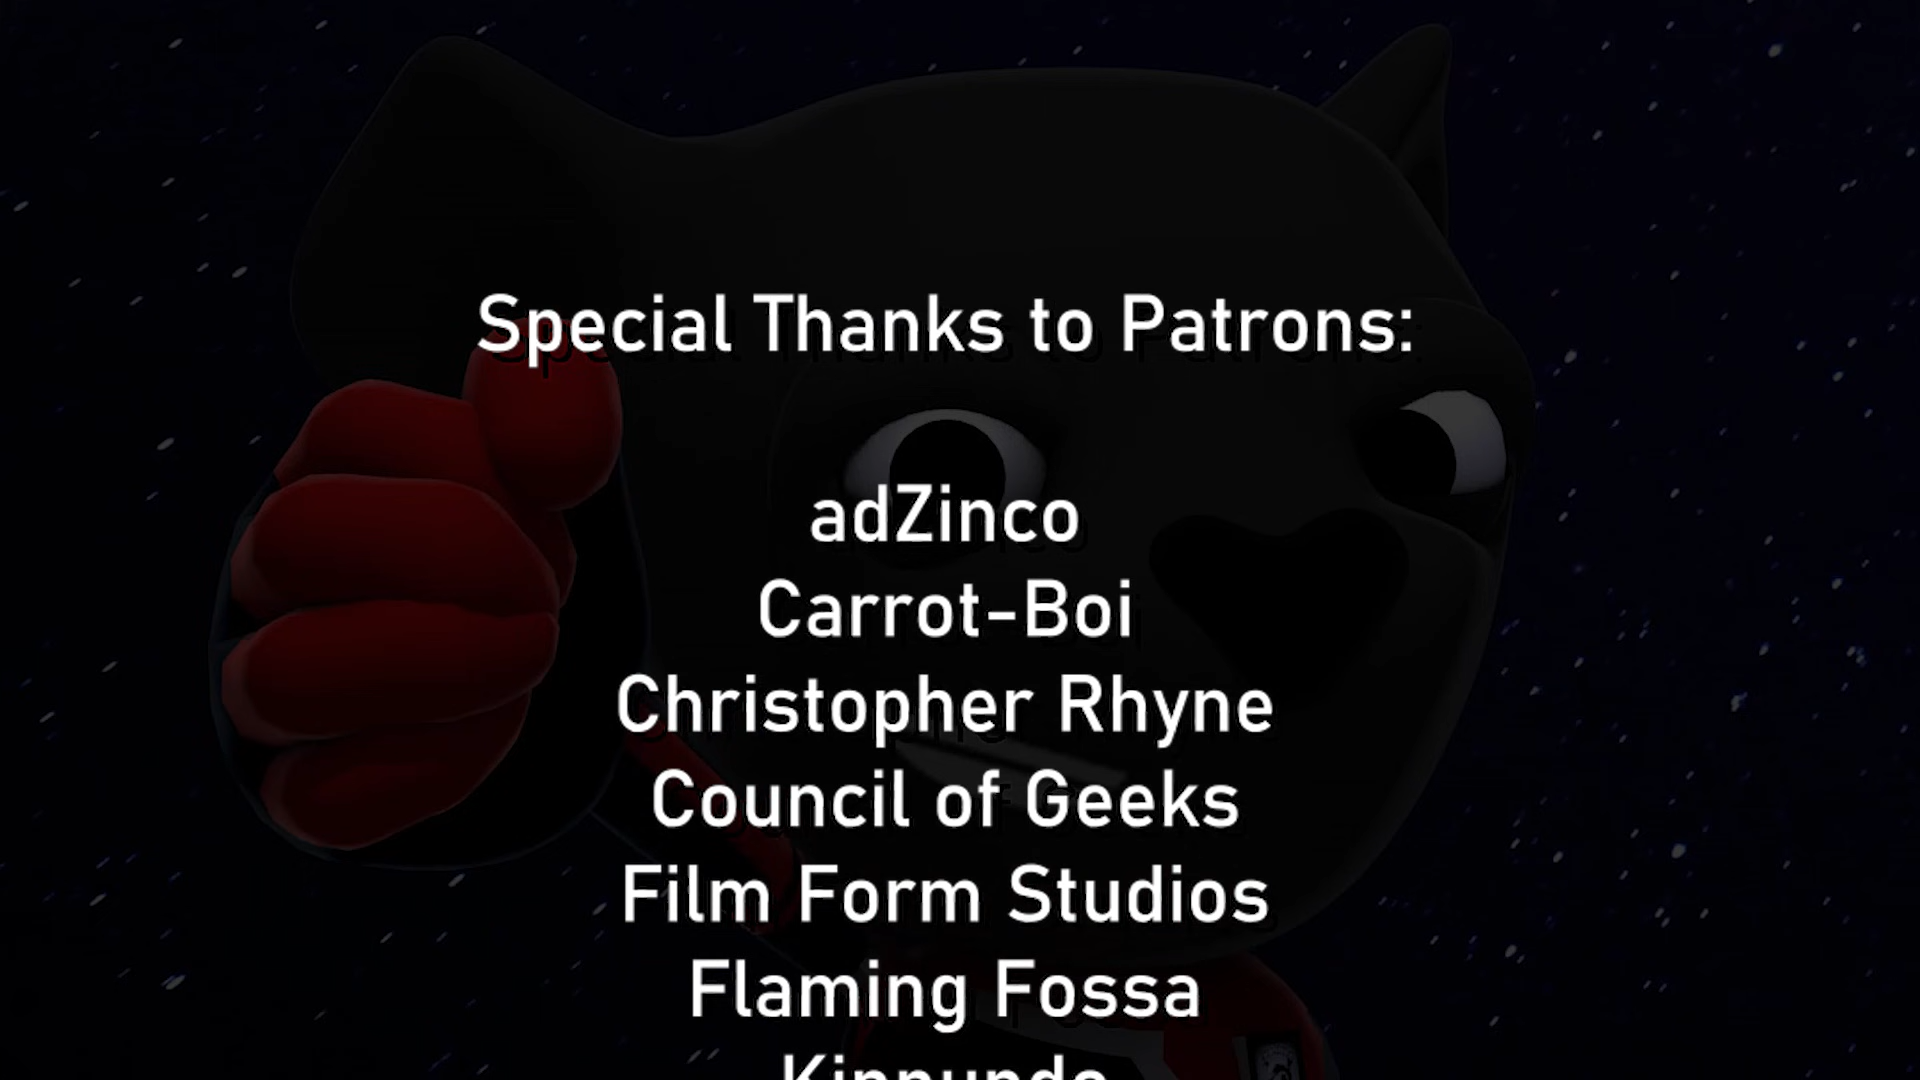 Special Thanks to Patrons:
adZinco
Carrot-Boi
Christopher Rhyne
Council of Geeks
Film Form Studios
Flaming Fossa